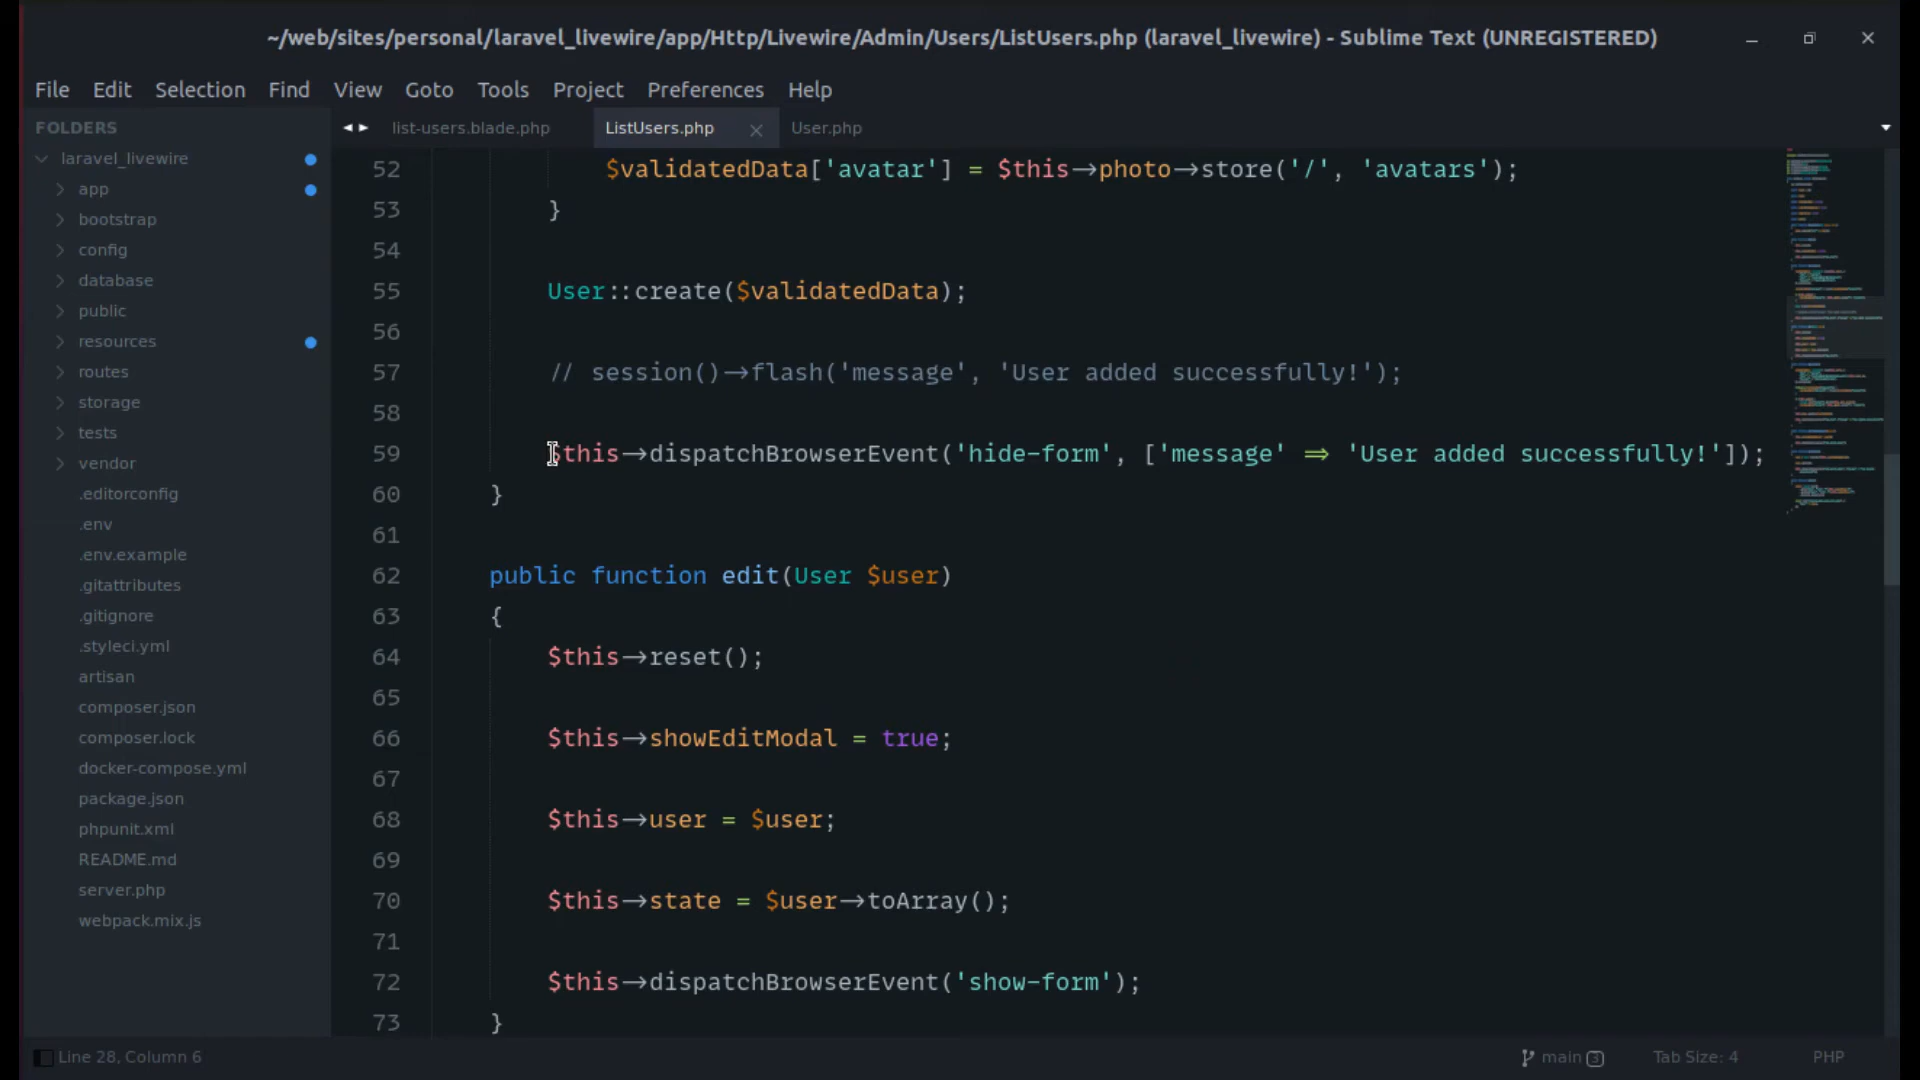 ~/web/sites/personal/laravel_livewire/app/Http/Livewire/Admin/Users/ListUsers.php (laravel_livewire) - Sublime Text (UNREGISTERED)
File Edit Selection Find View Goto Tools Project Preferences Help
FOLDERS
laravel_livewire
app
bootstrap
config
database
public
resources
routes
storage
tests
vendor
.editorconfig
.env
.env.example
.gitattributes
.gitignore
.styleci.yml
artisan
composer.json
composer.lock
docker-compose.yml
package.json
phpunit.xml
README.md
server.php
webpack.mix.js
list-users.blade.php ListUsers.php User.php
52 $validatedData['avatar'] = $this->photo->store('/', 'avatars');
53 }
54
55 User::create($validatedData);
56
57 // session()->flash('message', 'User added successfully!');
58
59 $this->dispatchBrowserEvent('hide-form', ['message' => 'User added successfully!']);
60 }
61
62 public function edit(User $user)
63 {
64 $this->reset();
65
66 $this->showEditModal = true;
67
68 $this->user = $user;
69
70 $this->state = $user->toArray();
71
72 $this->dispatchBrowserEvent('show-form');
73 }
Line 28, Column 6 main 3 Tab Size: 4 PHP